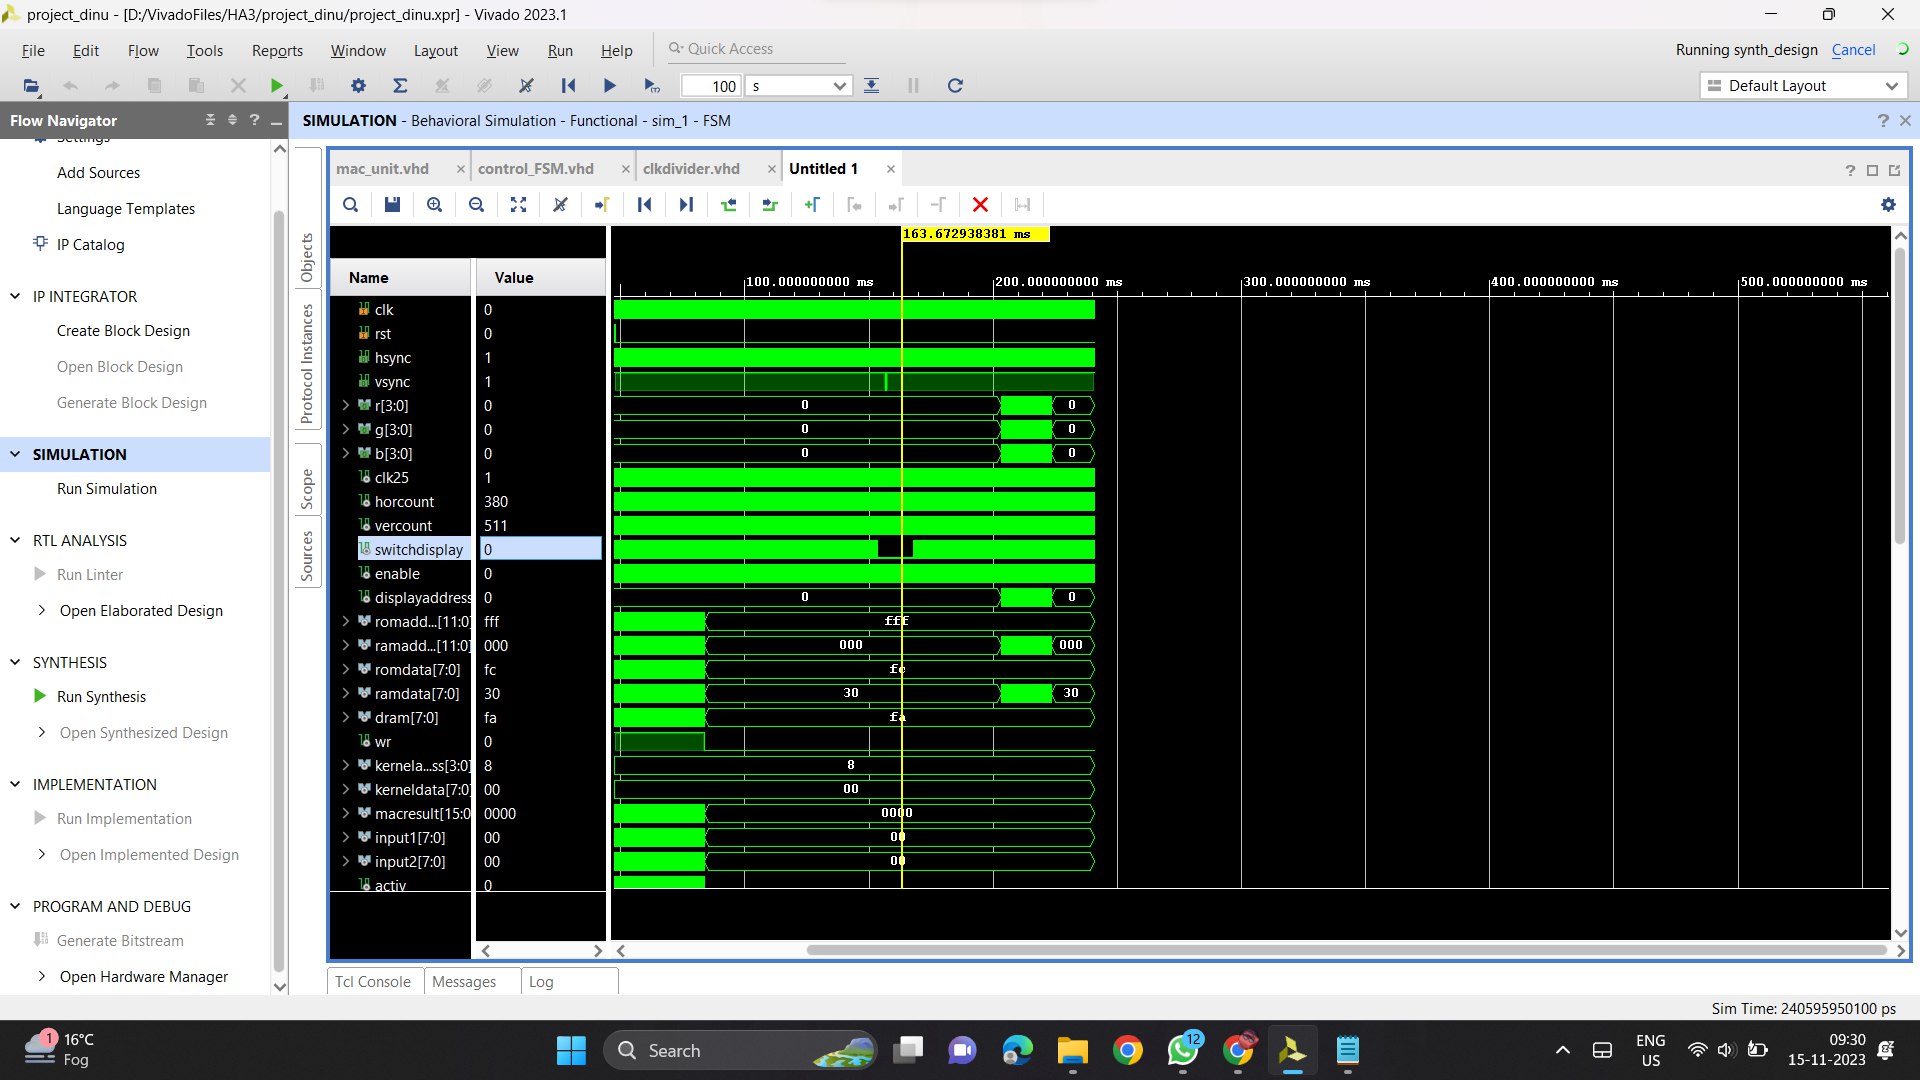 project_dinu - [D:/VivadoFiles/HA3/project_dinu/project_dinu.xpr] - Vivado 2023.1
File Edit Flow Tools Reports Window Layout View Run Help Quick Access
Running synth_design Cancel
100 s
Default Layout
Flow Navigator
SIMULATION - Behavioral Simulation - Functional - sim_1 - FSM
Settings
Add Sources
Language Templates
IP Catalog
IP INTEGRATOR
Create Block Design
Open Block Design
Generate Block Design
SIMULATION
Run Simulation
RTL ANALYSIS
Run Linter
Open Elaborated Design
SYNTHESIS
Run Synthesis
Open Synthesized Design
IMPLEMENTATION
Run Implementation
Open Implemented Design
PROGRAM AND DEBUG
Generate Bitstream
Open Hardware Manager
Objects
Protocol Instances
Scope
Sources
mac_unit.vhd control_FSM.vhd clkdivider.vhd Untitled 1
163.672938381 ms
Name Value
100.000000000 ms 200.000000000 ms 300.000000000 ms 400.000000000 ms 500.000000000 ms
clk 0
rst 0
hsync 1
vsync 1
r[3:0] 0 0 0
g[3:0] 0 0 0
b[3:0] 0 0 0
clk25 1
horcount 380
vercount 511
switchdisplay 0
enable 0
displayaddress 0 0 0
romadd...[11:0] fff fff
ramadd...[11:0] 000 000 000
romdata[7:0] fc fc
ramdata[7:0] 30 30 30
dram[7:0] fa fa
wr 0
kernela...ss[3:0] 8 8
kerneldata[7:0] 00 00
macresult[15:0 0000 0000
input1[7:0] 00 00
input2[7:0] 00 00
activ 0
Tcl Console Messages Log
Sim Time: 240595950100 ps
1
16°C
Fog
Search
12
ENG
US
09:30
15-11-2023